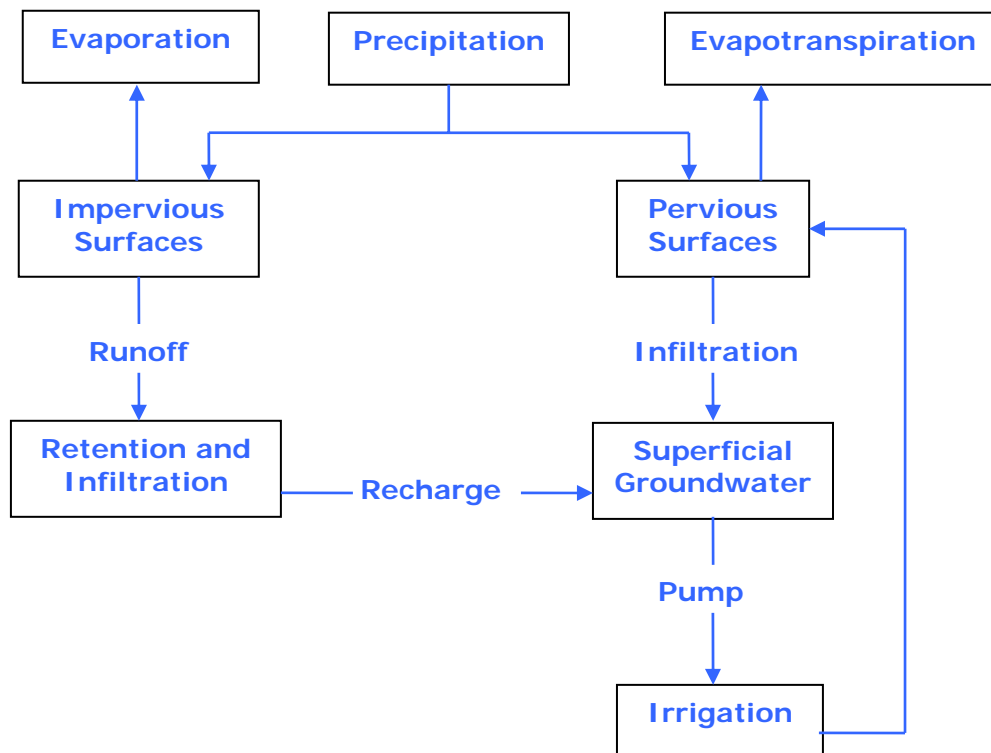 Evaporation
Precipitation
Evapotranspiration
Impervious
Surfaces
Pervious
Surfaces
Runoff
Infiltration
Retention and
Infiltration
Recharge
Superficial
Groundwater
Pump
Irrigation